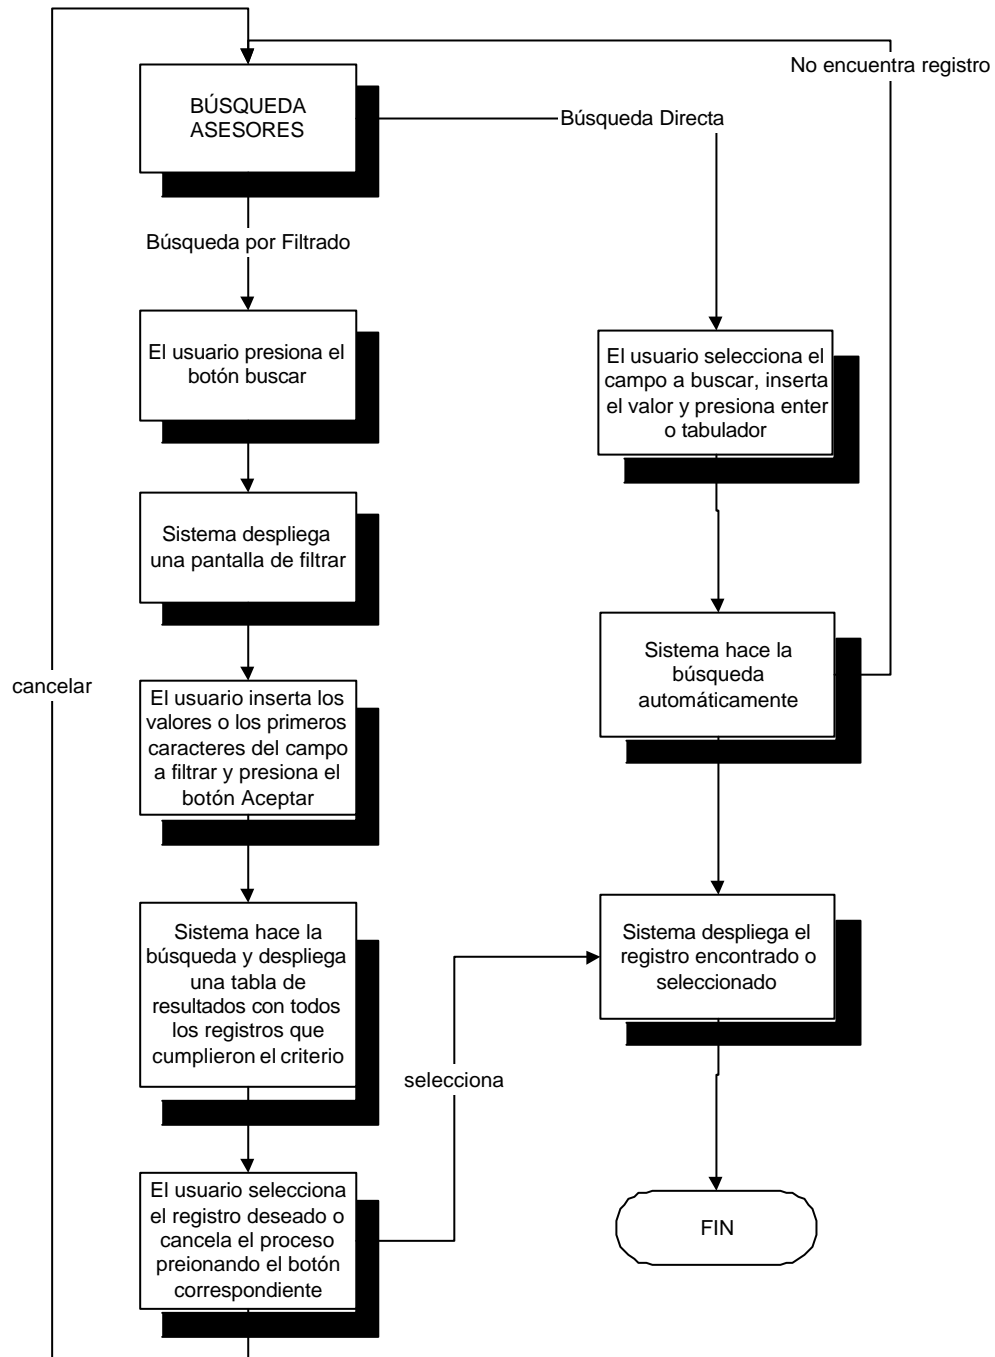 No encuentra registro
BÚSQUEDA
ASESORES
Búsqueda Directa
Búsqueda por Filtrado
El usuario presiona el
botón buscar
El usuario selecciona el
campo a buscar, inserta
el valor y presiona enter
o tabulador
Sistema despliega
una pantalla de filtrar
Sistema hace la
búsqueda
automáticamente
cancelar
El usuario inserta los
valores o los primeros
caracteres del campo
a filtrar y presiona el
botón Aceptar
Sistema hace la
búsqueda y despliega
una tabla de
resultados con todos
los registros que
cumplieron el criterio
Sistema despliega el
registro encontrado o
seleccionado
selecciona
El usuario selecciona
el registro deseado o
cancela el proceso
preionando el botón
correspondiente
FIN